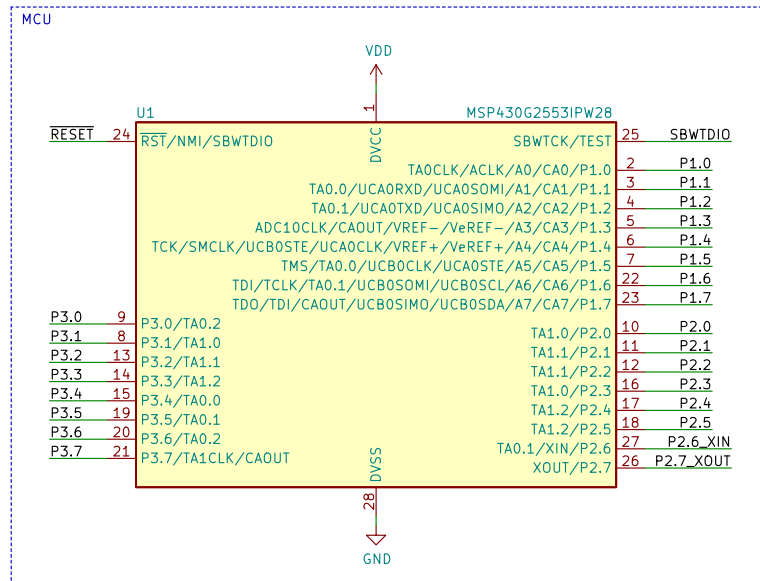 MCU
VDD
U1
MSP430G2553IPW28
1
DVCC
RESET 24 RST/NMI/SBWTDIO
SBWTCK/TEST 25 SBWTDIO
TA0CLK/ACLK/A0/CA0/P1.0 2 P1.0
TA0.0/UCA0RXD/UCA0SOMI/A1/CA1/P1.1 3 P1.1
TA0.1/UCA0TXD/UCA0SIMO/A2/CA2/P1.2 4 P1.2
ADC10CLK/CAOUT/VREF-/VeREF-/A3/CA3/P1.3 5 P1.3
TCK/SMCLK/UCB0STE/UCA0CLK/VREF+/VeREF+/A4/CA4/P1.4 6 P1.4
TMS/TA0.0/UCB0CLK/UCA0STE/A5/CA5/P1.5 7 P1.5
TDI/TCLK/TA0.1/UCB0SOMI/UCB0SCL/A6/CA6/P1.6 22 P1.6
TDO/TDI/CAOUT/UCB0SIMO/UCB0SDA/A7/CA7/P1.7 23 P1.7
P3.0 9 P3.0/TA0.2
P3.1 8 P3.1/TA1.0
P3.2 13 P3.2/TA1.1
P3.3 14 P3.3/TA1.2
P3.4 15 P3.4/TA0.0
P3.5 19 P3.5/TA0.1
P3.6 20 P3.6/TA0.2
P3.7 21 P3.7/TA1CLK/CAOUT
TA1.0/P2.0 10 P2.0
TA1.1/P2.1 11 P2.1
TA1.1/P2.2 12 P2.2
TA1.0/P2.3 16 P2.3
TA1.2/P2.4 17 P2.4
TA1.2/P2.5 18 P2.5
TA0.1/XIN/P2.6 27 P2.6_XIN
XOUT/P2.7 26 P2.7_XOUT
DVSS
28
GND